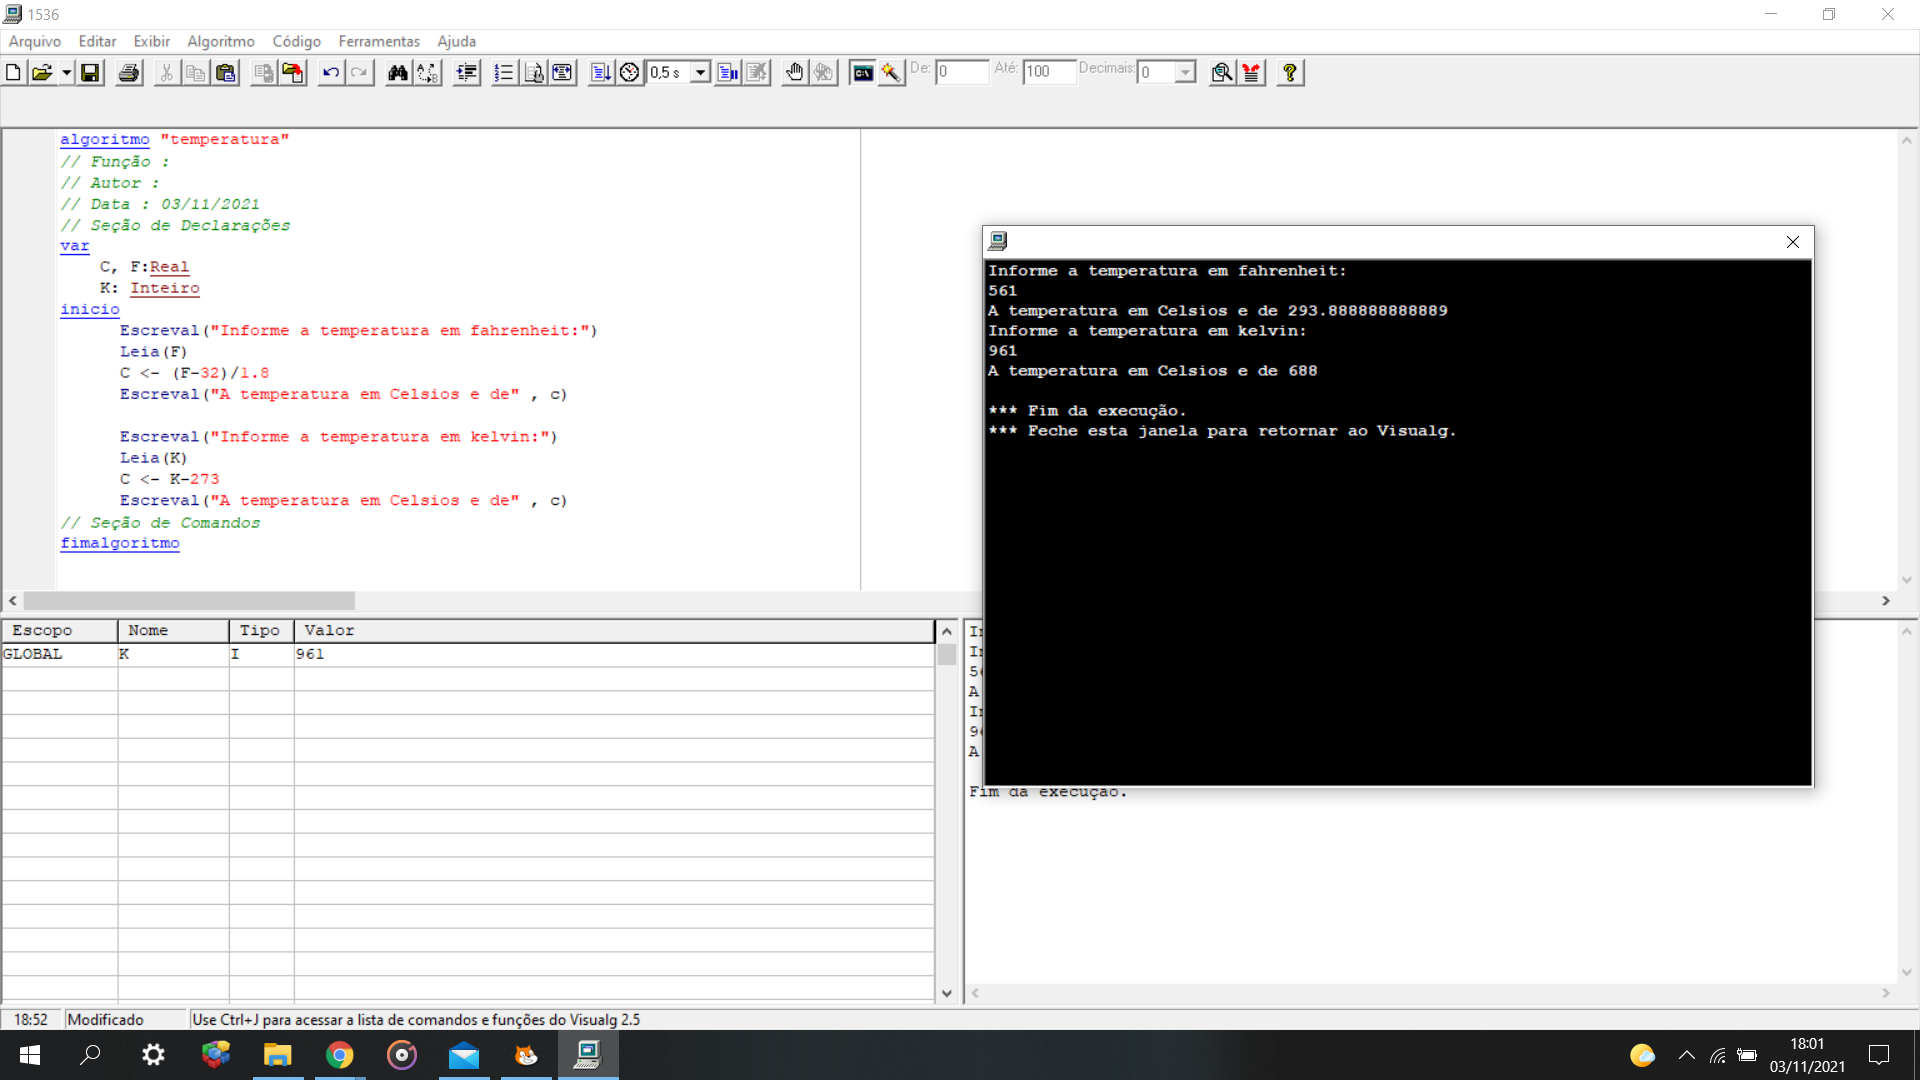 1536
Arquivo Editar Exibir Algoritmo Código Ferramentas Ajuda
0,5 s De: 0 Até: 100 Decimais: 0
algoritmo "temperatura"
// Função :
// Autor :
// Data : 03/11/2021
// Seção de Declarações
var
C, F:Real
K: Inteiro
inicio
Escreval("Informe a temperatura em fahrenheit:")
Leia(F)
C <- (F-32)/1.8
Escreval("A temperatura em Celsios e de" , c)
Escreval("Informe a temperatura em kelvin:")
Leia(K)
C <- K-273
Escreval("A temperatura em Celsios e de" , c)
// Seção de Comandos
fimalgoritmo
Informe a temperatura em fahrenheit:
561
A temperatura em Celsios e de 293.888888888889
Informe a temperatura em kelvin:
961
A temperatura em Celsios e de 688
*** Fim da execução.
*** Feche esta janela para retornar ao Visualg.
Escopo Nome Tipo Valor
GLOBAL K I 961
A
A
Fim da execução.
18:52 Modificado Use Ctrl+J para acessar a lista de comandos e funções do Visualg 2.5
18:01
03/11/2021